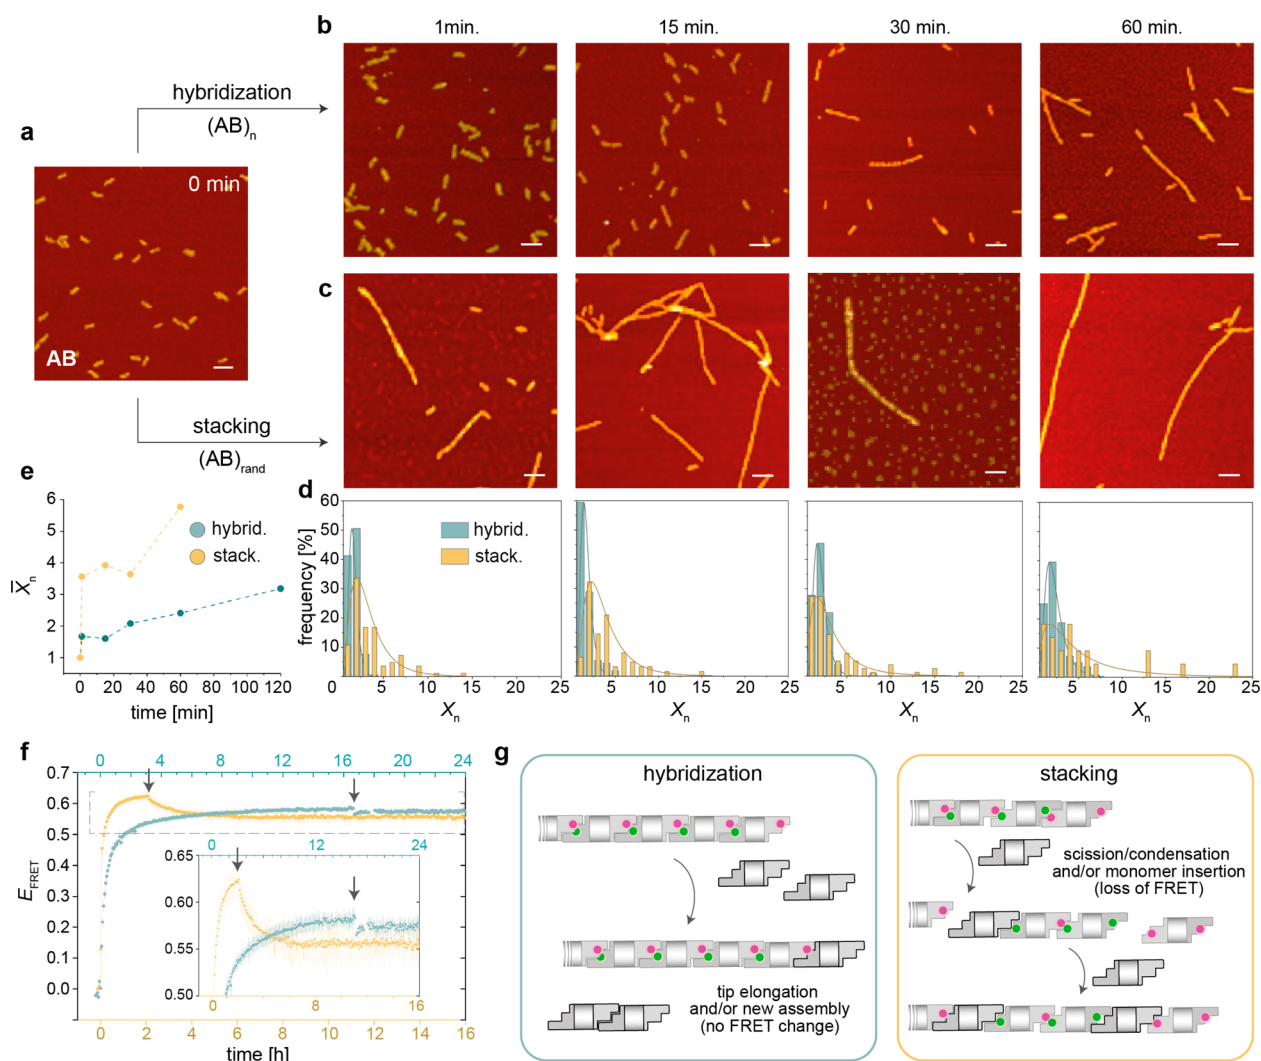 b
1min.
15 min.
30 min.
60 min.
hybridization
(AB)n
a
0 min
AB
c
stacking
(AB)rand
e
6
5
4
3
2
1
X̅n
hybrid.
stack.
0 20 40 60 80 100 120
time [min]
d
60
50
40
30
20
10
frequency [%]
hybrid.
stack.
0 5 10 15 20 25
5 10 15 20 25
5 10 15 20 25
5 10 15 20 25
Xn
Xn
Xn
Xn
f
0 4 8 12 16 20 24
0.7
0.6
0.5
0.4
0.3
0.2
0.1
0.0
EFRET
0 12 24
0.65
0.60
0.55
0.50
0 8 16
0 2 4 6 8 10 12 14 16
time [h]
g
hybridization
tip elongation
and/or new assembly
(no FRET change)
stacking
scission/condensation
and/or monomer insertion
(loss of FRET)